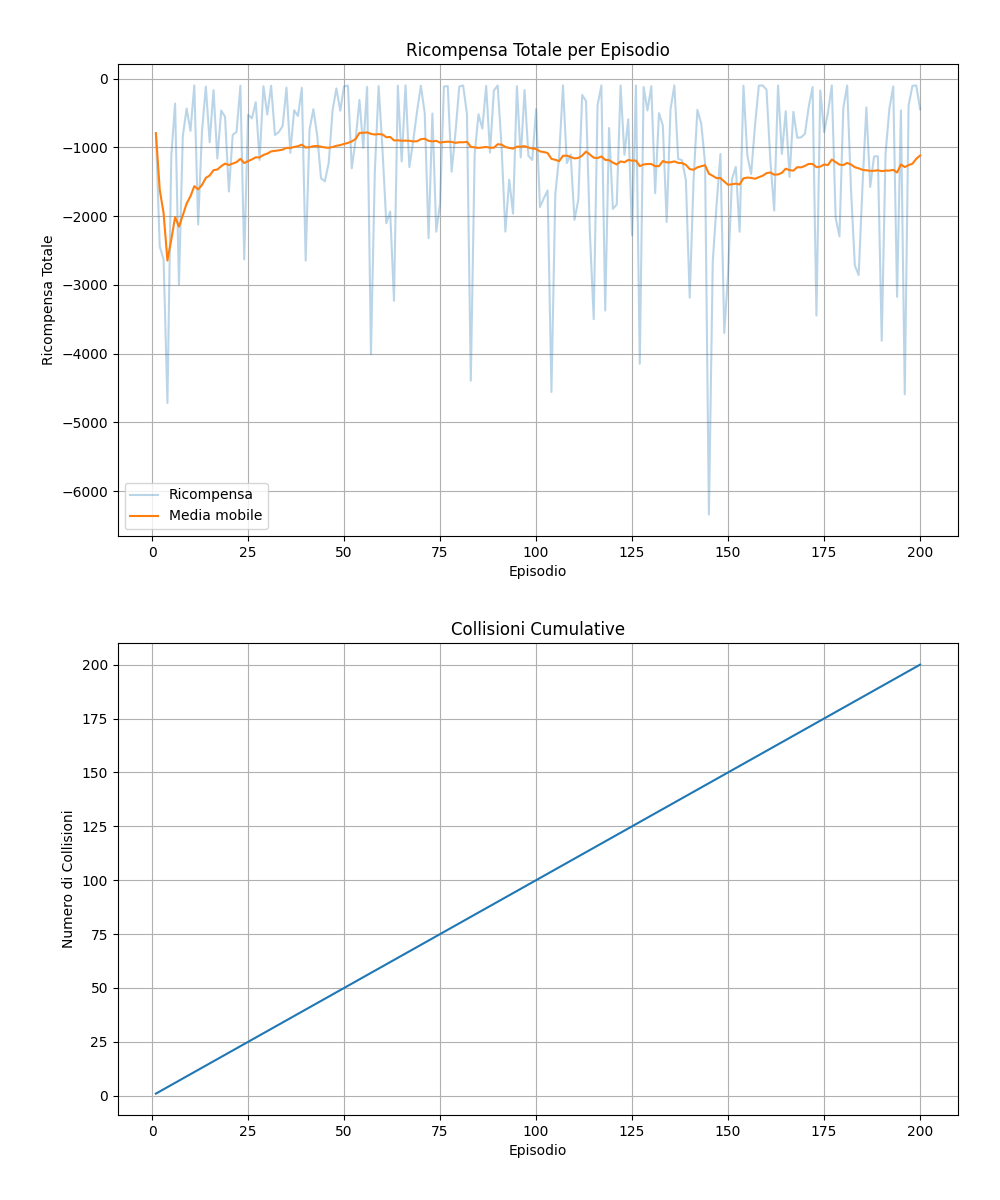 Ricompensa Totale per Episodio
Ricompensa Totale
0
−1000
−2000
−3000
−4000
−5000
−6000
Ricompensa
Media mobile
0 25 50 75 100 125 150 175 200
Episodio
Collisioni Cumulative
Numero di Collisioni
200
175
150
125
100
75
50
25
0
0 25 50 75 100 125 150 175 200
Episodio